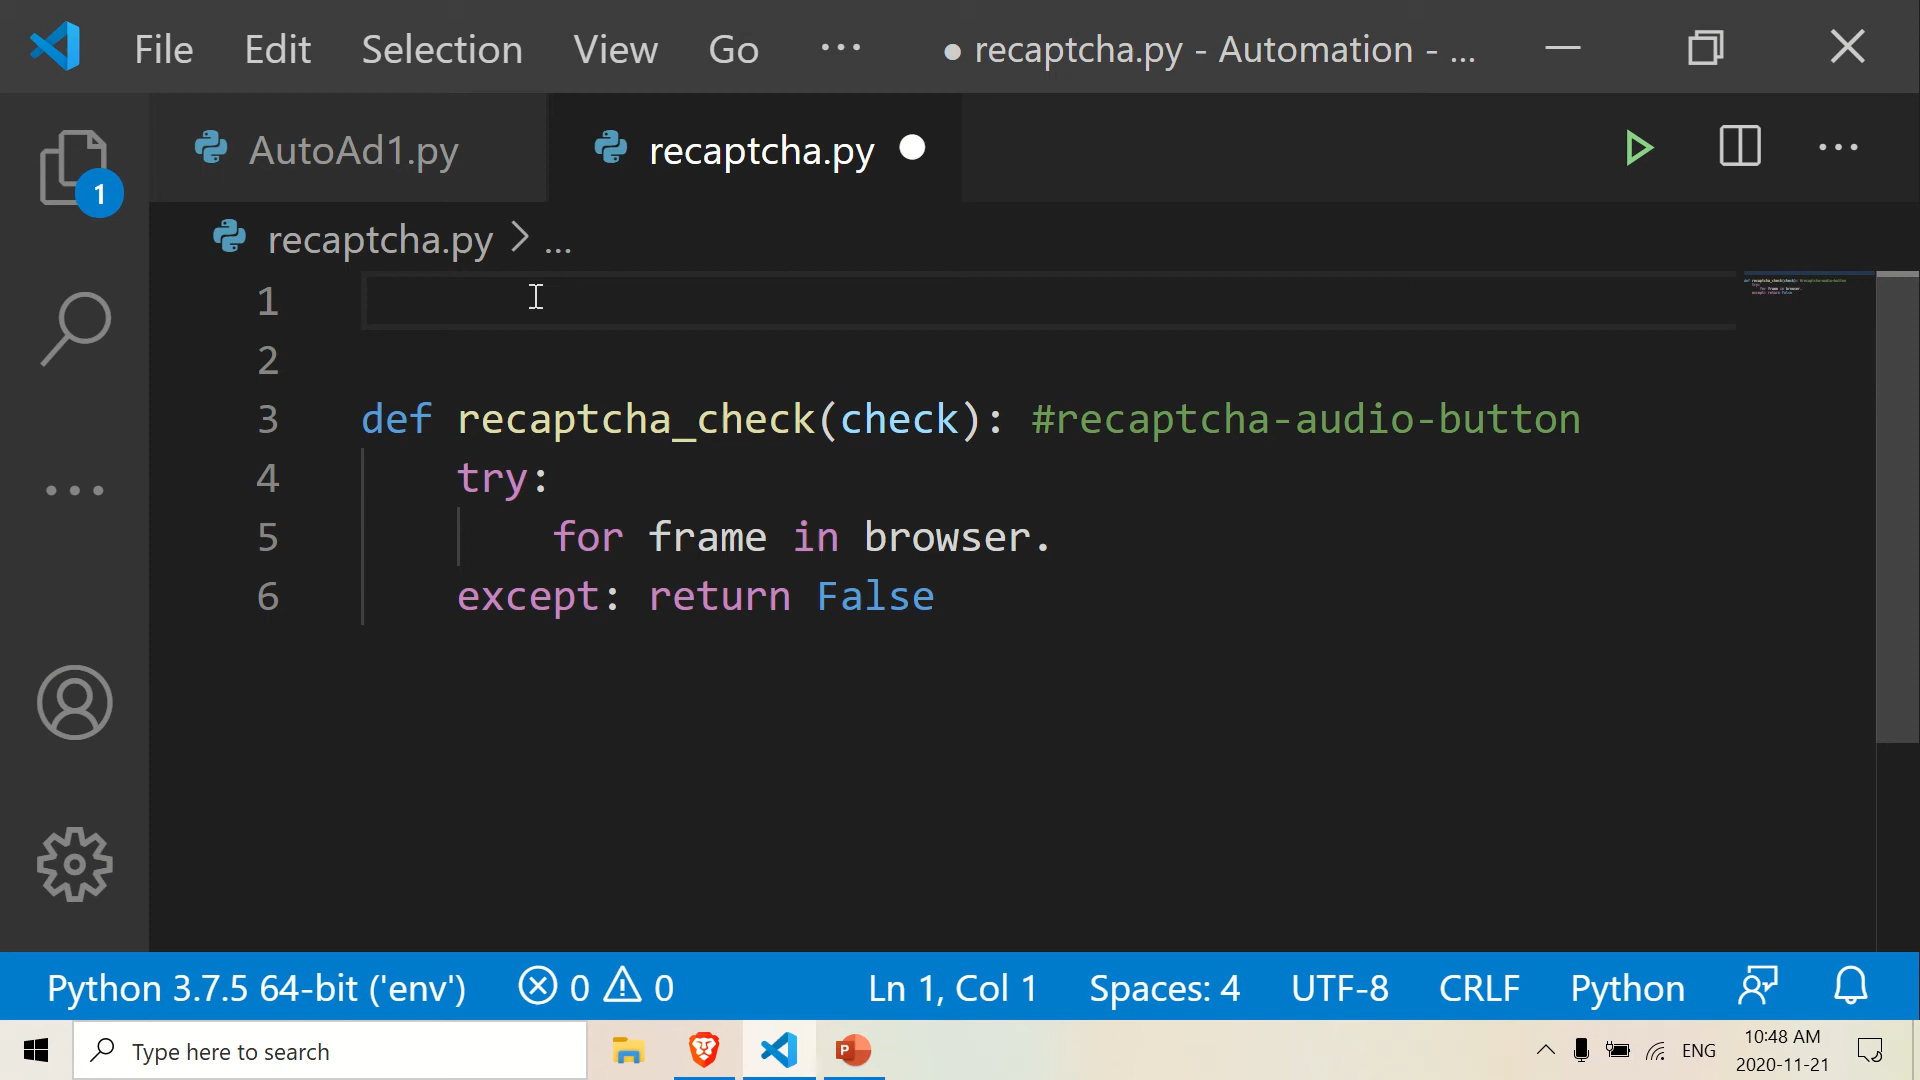 File Edit Selection View Go ··· ● recaptcha.py - Automation - ...
AutoAd1.py recaptcha.py
1
recaptcha.py > ...
1
2
3 def recaptcha_check(check): #recaptcha-audio-button
4 try:
5 for frame in browser.
6 except: return False
Python 3.7.5 64-bit ('env') 0 0 Ln 1, Col 1 Spaces: 4 UTF-8 CRLF Python
Type here to search
P
ENG
10:48 AM
2020-11-21